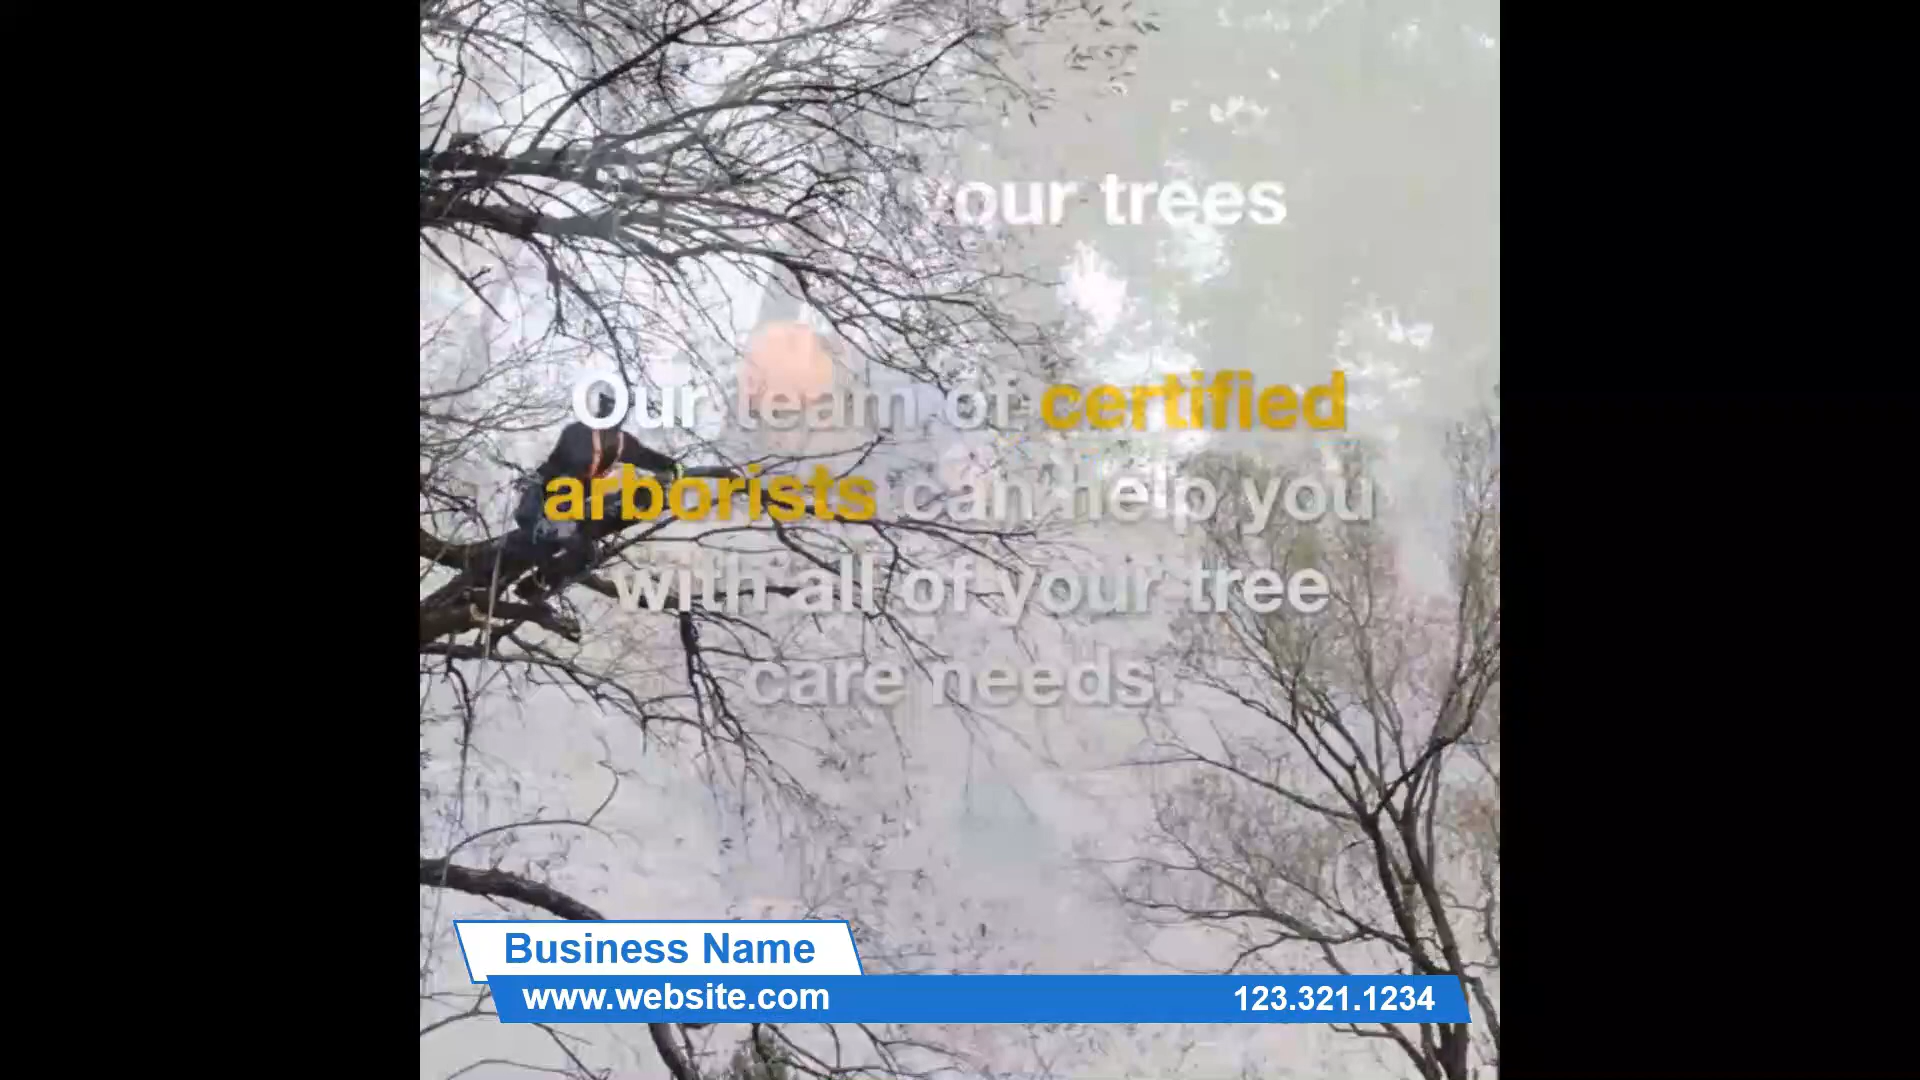 your trees
Our team of certified
arborists can help you
with all of your tree
care needs.
Business Name
www.website.com
123.321.1234